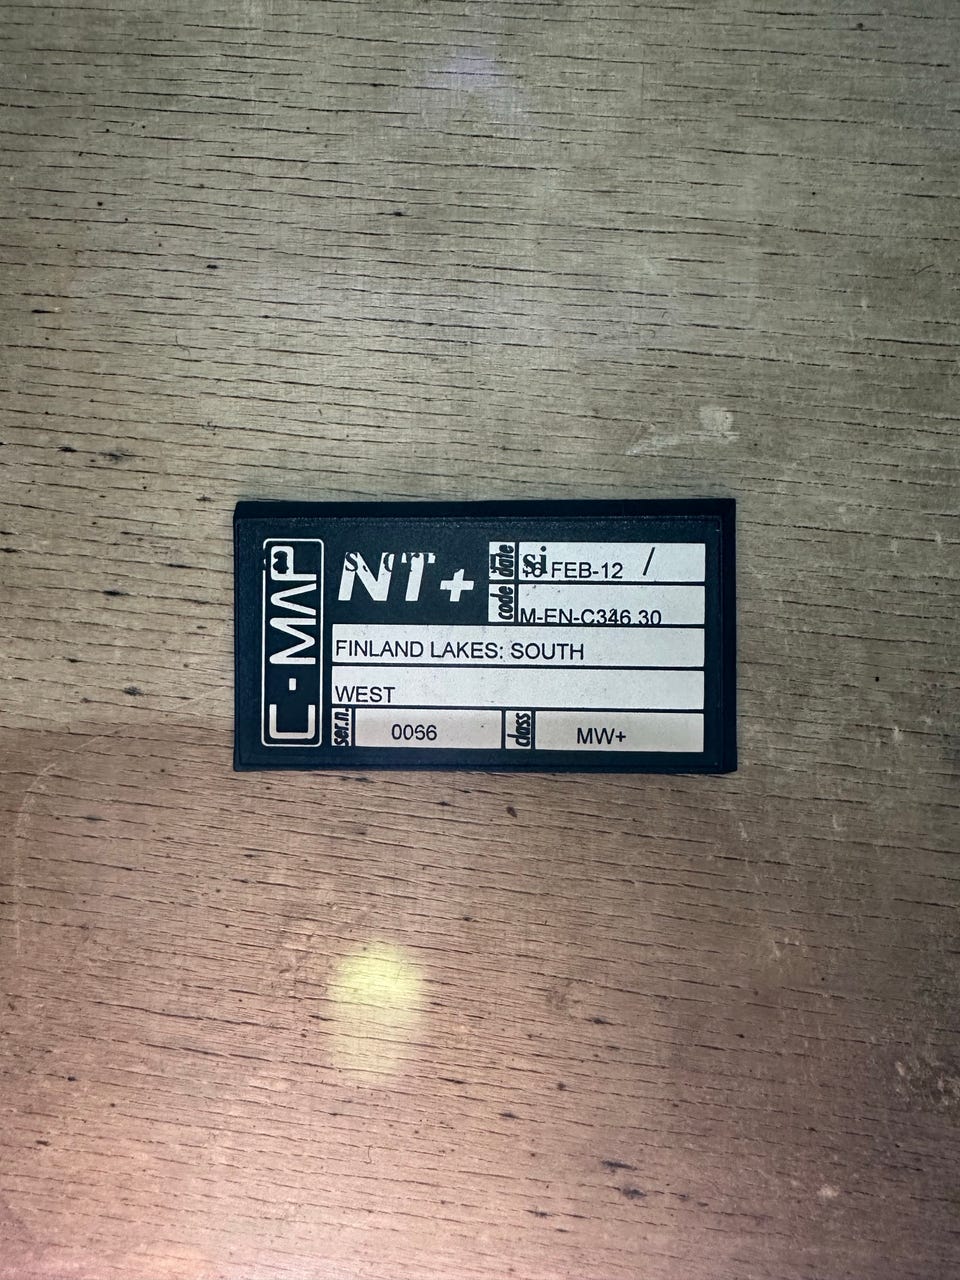 C-MAP
NT+
date
FEB-12 /
code M-EN-C346.30
FINLAND LAKES: SOUTH
WEST
ser.n. 0066 class MW+